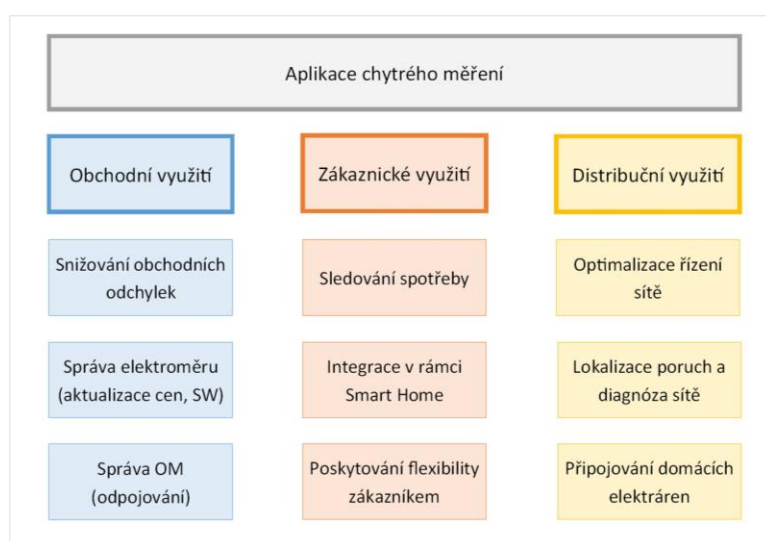 Aplikace chytrého měření
Obchodní využití
Zákaznické využití
Distribuční využití
Snižování obchodních
odchylek
Sledování spotřeby
Optimalizace řízení
sítě
Správa elektroměru
(aktualizace cen, SW)
Integrace v rámci
Smart Home
Lokalizace poruch a
diagnóza sítě
Správa OM
(odpojování)
Poskytování flexibility
zákazníkem
Připojování domácích
elektráren